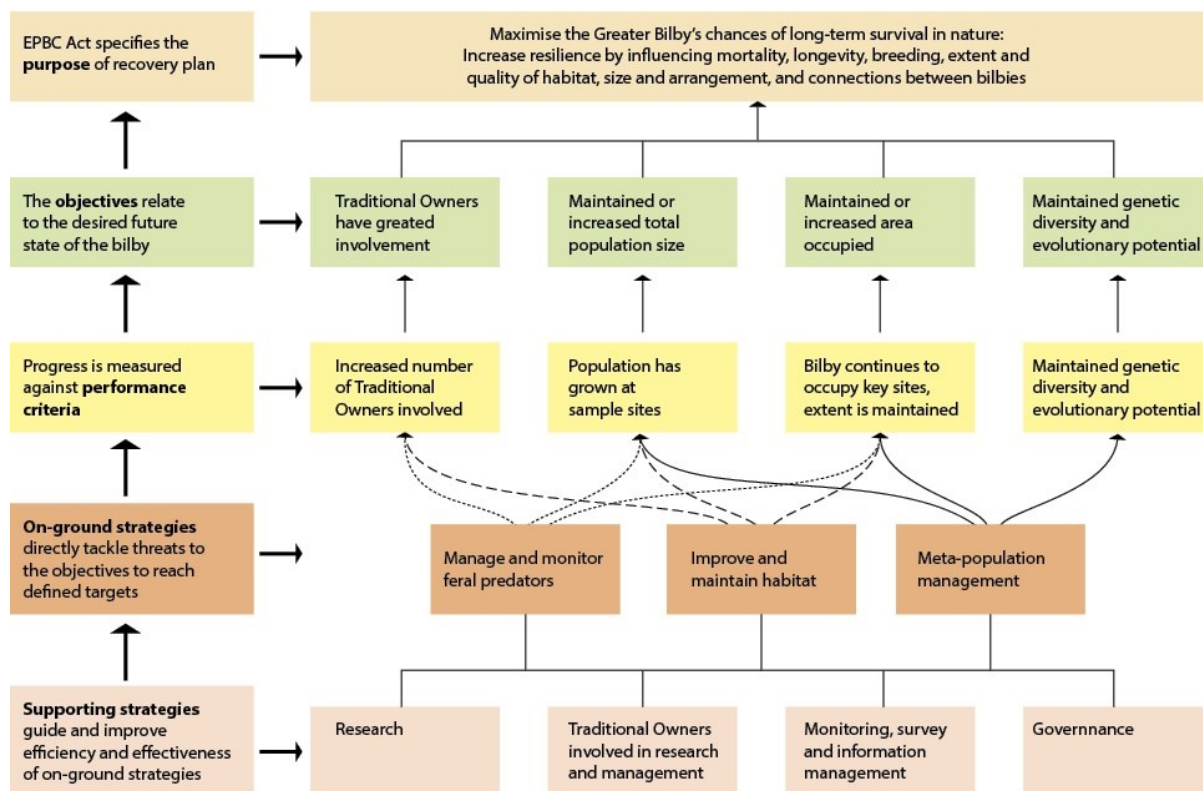 EPBC Act specifies the
purpose of recovery plan
Maximise the Greater Bilby's chances of long-term survival in nature:
Increase resilience by influencing mortality, longevity, breeding, extent and
quality of habitat, size and arrangement, and connections between bilbies
The objectives relate
to the desired future
state of the bilby
Traditional Owners
have greated
involvement
Maintained or
increased total
population size
Maintained or
increased area
occupied
Maintained genetic
diversity and
evolutionary potential
Progress is measured
against performance
criteria
Increased number
of Traditional
Owners involved
Population has
grown at
sample sites
Bilby continues to
occupy key sites,
extent is maintained
Maintained genetic
diversity and
evolutionary potential
On-ground strategies
directly tackle threats to
the objectives to reach
defined targets
Manage and monitor
feral predators
Improve and
maintain habitat
Meta-population
management
Supporting strategies
guide and improve
efficiency and effectiveness
of on-ground strategies
Research
Traditional Owners
involved in research
and management
Monitoring, survey
and information
management
Governnance